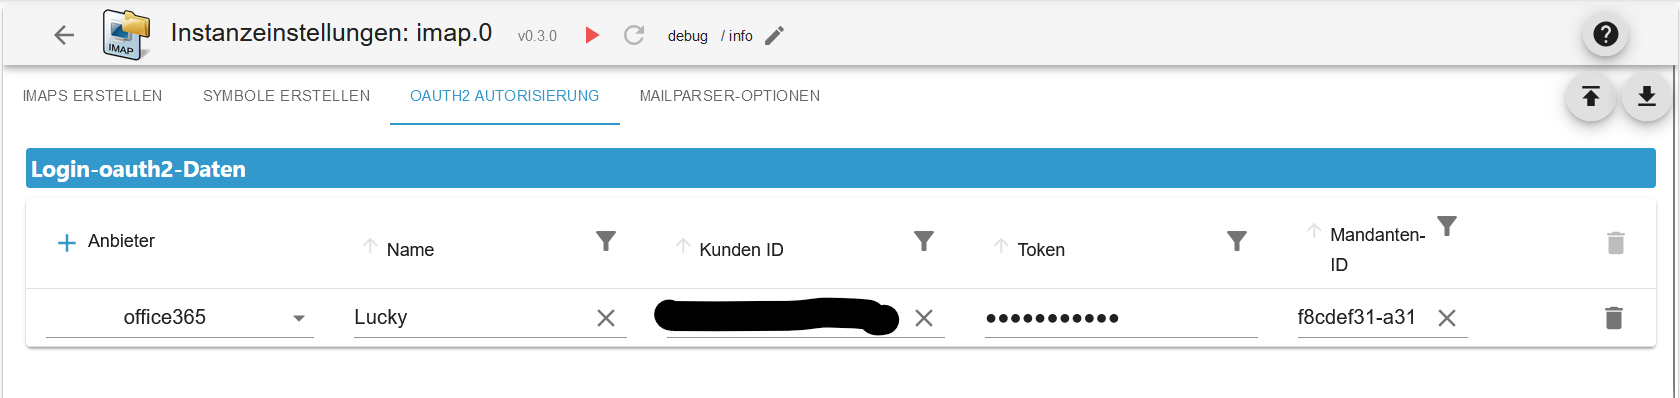 IMAP
Instanzeinstellungen: imap.0 v0.3.0 debug / info
IMAPS ERSTELLEN SYMBOLE ERSTELLEN OAUTH2 AUTORISIERUNG MAILPARSER-OPTIONEN
Login-oauth2-Daten
Anbieter Name Kunden ID Token Mandanten-
ID
office365 Lucky f8cdef31-a31